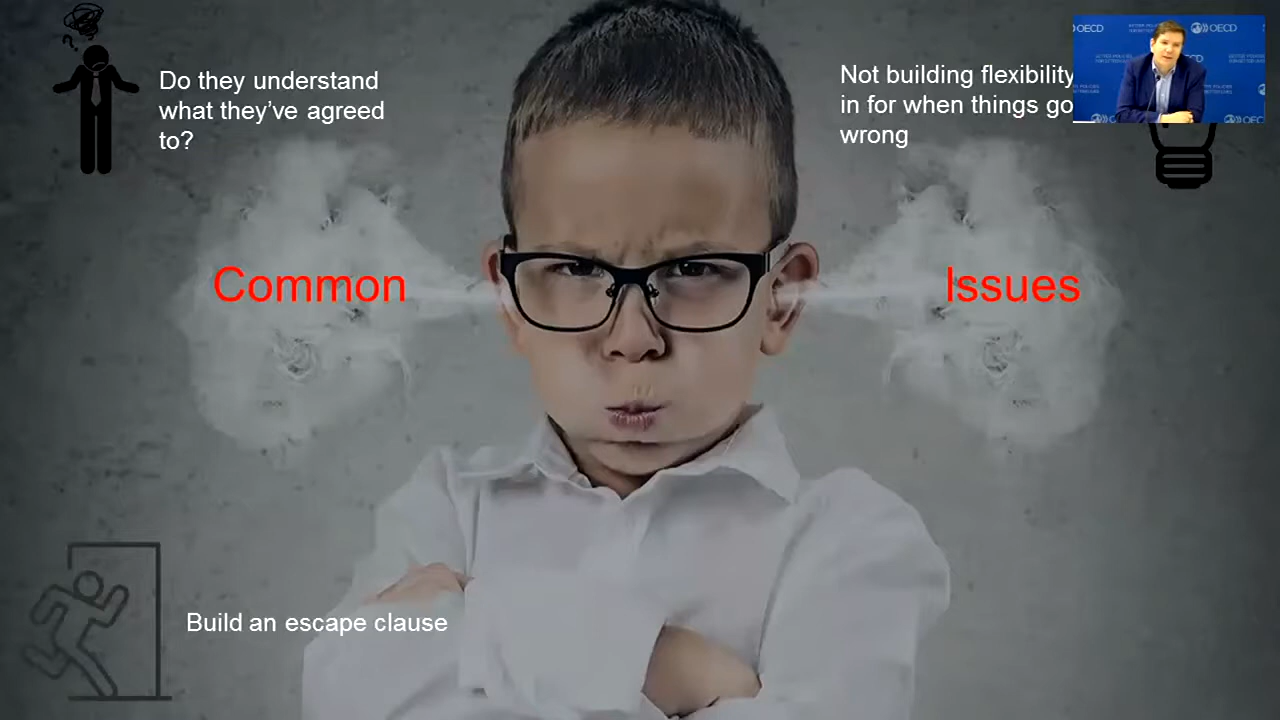 Do they understand
what they've agreed
to?
Not building flexibility
in for when things go
wrong
OECD
OECD
Common
Issues
Build an escape clause